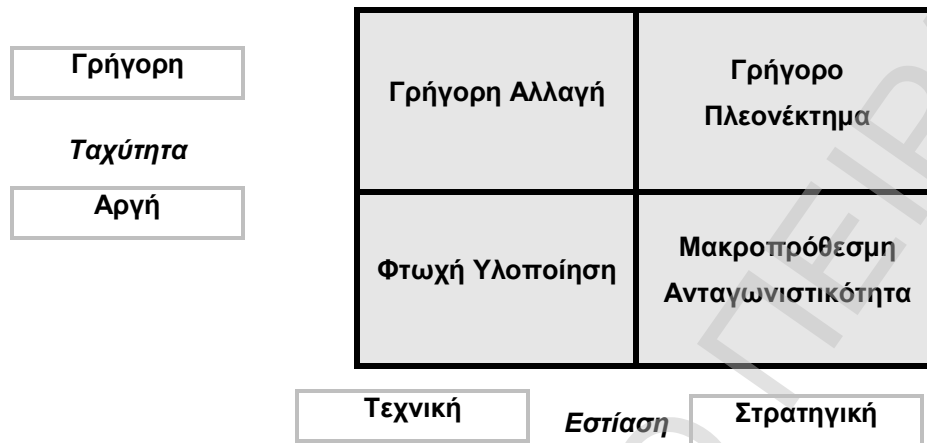 Γρήγορη
Ταχύτητα
Αργή
Γρήγορη Αλλαγή
Γρήγορο
Πλεονέκτημα
Φτωχή Υλοποίηση
Μακροπρόθεσμη
Ανταγωνιστικότητα
Τεχνική
Εστίαση
Στρατηγική